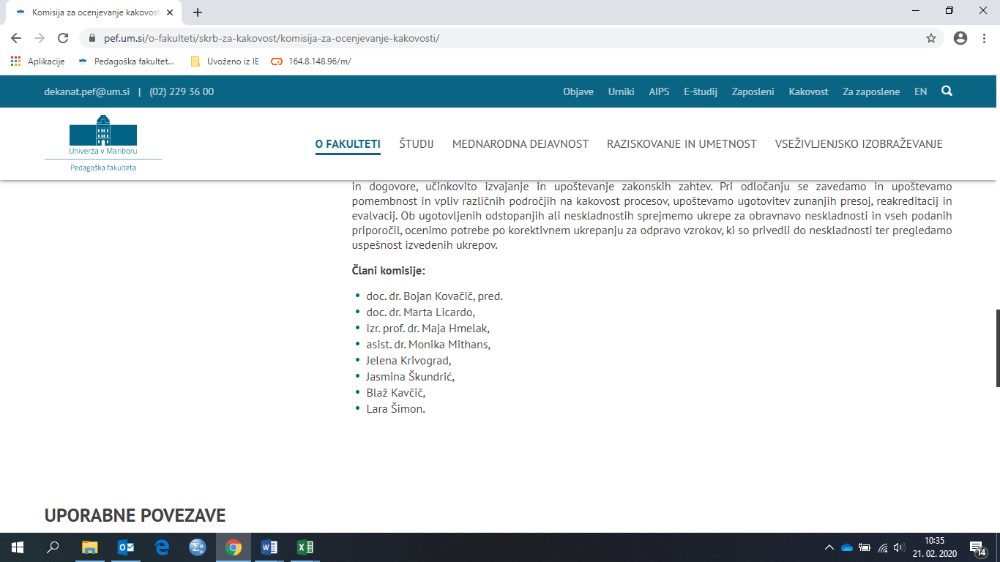 Komisija za ocenjevanje kakovost
pef.um.si/o-fakulteti/skrb-za-kakovost/komisija-za-ocenjevanje-kakovosti/
Aplikacije Pedagoška fakultet... Uvoženo iz IE 164.8.148.96/m/
dekanat.pef@um.si | (02) 229 36 00 Objave Urniki AIPS E-študij Zaposleni Kakovost Za zaposlene EN
Univerza v Mariboru
Pedagoška fakulteta
O FAKULTETI ŠTUDIJ MEDNARODNA DEJAVNOST RAZISKOVANJE IN UMETNOST VSEŽIVLJENJSKO IZOBRAŽEVANJE
in dogovore, učinkovito izvajanje in upoštevanje zakonskih zahtev. Pri odločanju se zavedamo in upoštevamo
pomembnost in vpliv različnih področjih na kakovost procesov, upoštevamo ugotovitev zunanjih presoj, reakreditacij in
evalvacij. Ob ugotovljenih odstopanjih ali neskladnostih sprejmemo ukrepe za obravnavo neskladnosti in vseh podanih
priporočil, ocenimo potrebe po korektivnem ukrepanju za odpravo vzrokov, ki so privedli do neskladnosti ter pregledamo
uspešnost izvedenih ukrepov.
Člani komisije:
• doc. dr. Bojan Kovačič, pred.
• doc. dr. Marta Licardo,
• izr. prof. dr. Maja Hmelak,
• asist. dr. Monika Mithans,
• Jelena Krivograd,
• Jasmina Škundrić,
• Blaž Kavčič,
• Lara Šimon.
UPORABNE POVEZAVE
10:35
21. 02. 2020
14